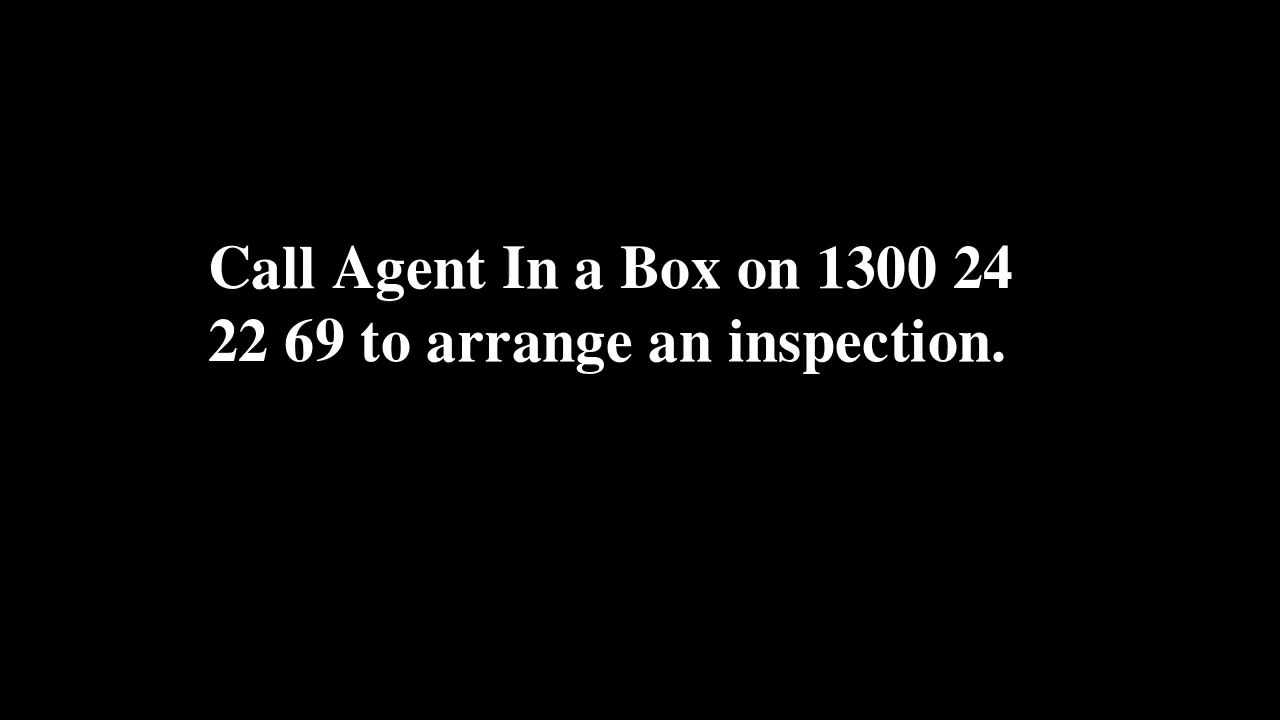 Call Agent In a Box on 1300 24
22 69 to arrange an inspection.